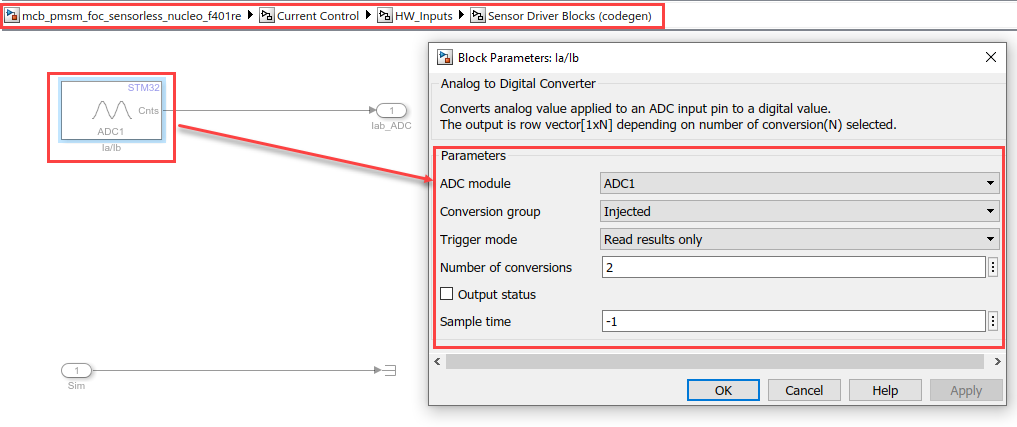 mcb_pmsm_foc_sensorless_nucleo_f401re Current Control HW_Inputs Sensor Driver Blocks (codegen)
STM32
Cnts
ADC1
Ia/Ib
1
Iab_ADC
1
Sim
Block Parameters: Ia/Ib
Analog to Digital Converter
Converts analog value applied to an ADC input pin to a digital value.
The output is row vector[1xN] depending on number of conversion(N) selected.
Parameters
ADC module ADC1
Conversion group Injected
Trigger mode Read results only
Number of conversions 2
Output status
Sample time -1
OK Cancel Help Apply